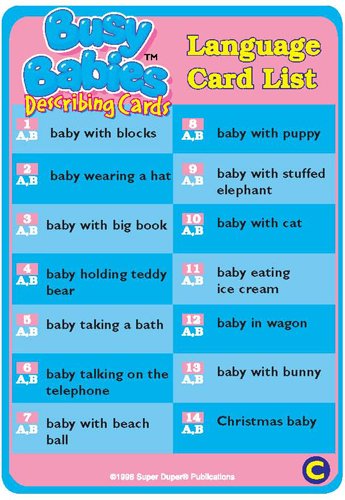 Busy
Babies™
Describing Cards
Language
Card List
1
A,B
baby with blocks
2
A,B
baby wearing a hat
3
A,B
baby with big book
4
A,B
baby holding teddy
bear
5
A,B
baby taking a bath
6
A,B
baby talking on the
telephone
7
A,B
baby with beach
ball
8
A,B
baby with puppy
9
A,B
baby with stuffed
elephant
10
A,B
baby with cat
11
A,B
baby eating
ice cream
12
A,B
baby in wagon
13
A,B
baby with bunny
14
A,B
Christmas baby
©1998 Super Duper® Publications
C